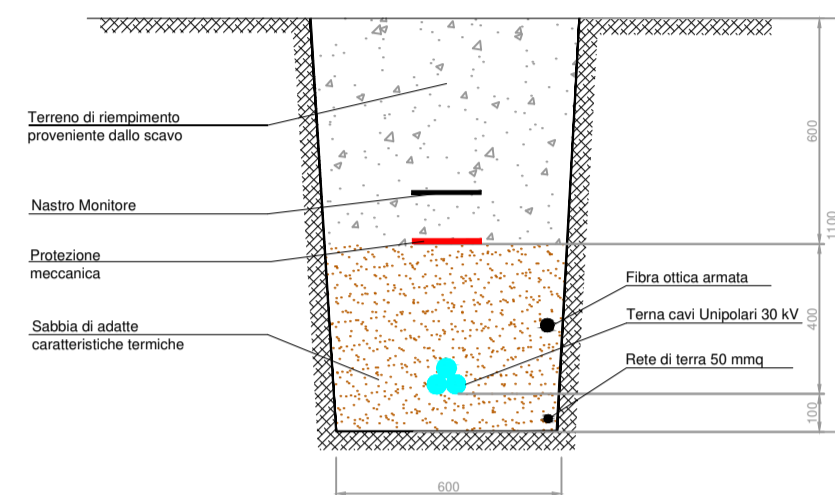 Terreno di riempimento
proveniente dallo scavo
Nastro Monitore
Protezione
meccanica
Sabbia di adatte
caratteristiche termiche
Fibra ottica armata
Terna cavi Unipolari 30 kV
Rete di terra 50 mmq
600
1100
400
100
600